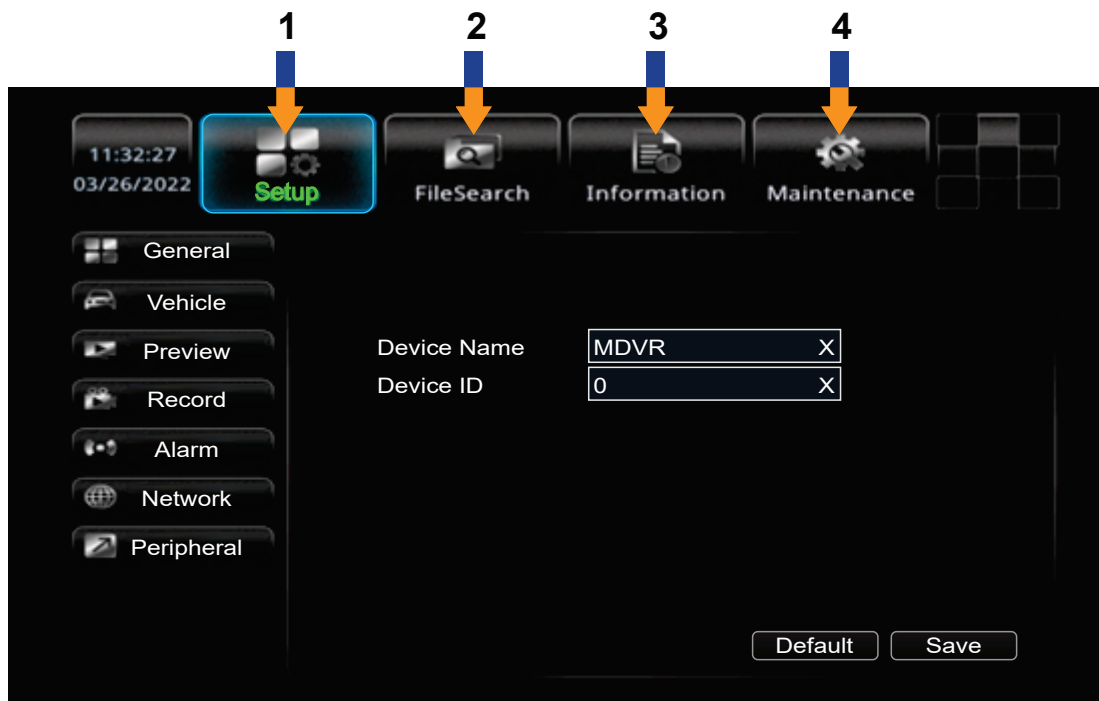 1 2 3 4
11:32:27
03/26/2022
Setup FileSearch Information Maintenance
General
Vehicle
Preview
Record
Alarm
Network
Peripheral
Device Name MDVR X
Device ID 0 X
Default Save